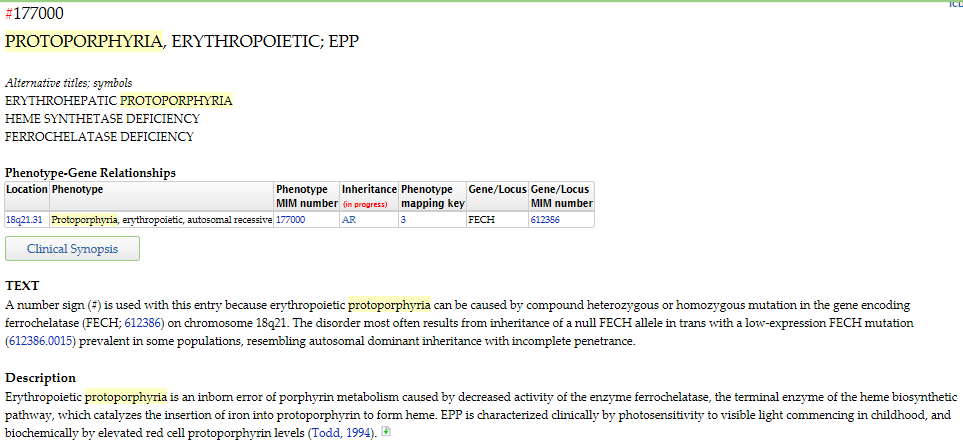 ICD
#177000
PROTOPORPHYRIA, ERYTHROPOIETIC; EPP
Alternative titles; symbols
ERYTHROHEPATIC PROTOPORPHYRIA
HEME SYNTHETASE DEFICIENCY
FERROCHELATASE DEFICIENCY
Phenotype-Gene Relationships
Location Phenotype Phenotype MIM number Inheritance (in progress) Phenotype mapping key Gene/Locus Gene/Locus MIM number
18q21.31 Protoporphyria, erythropoietic, autosomal recessive 177000 AR 3 FECH 612386
Clinical Synopsis
TEXT
A number sign (#) is used with this entry because erythropoietic protoporphyria can be caused by compound heterozygous or homozygous mutation in the gene encoding
ferrochelatase (FECH; 612386) on chromosome 18q21. The disorder most often results from inheritance of a null FECH allele in trans with a low-expression FECH mutation
(612386.0015) prevalent in some populations, resembling autosomal dominant inheritance with incomplete penetrance.
Description
Erythropoietic protoporphyria is an inborn error of porphyrin metabolism caused by decreased activity of the enzyme ferrochelatase, the terminal enzyme of the heme biosynthetic
pathway, which catalyzes the insertion of iron into protoporphyrin to form heme. EPP is characterized clinically by photosensitivity to visible light commencing in childhood, and
biochemically by elevated red cell protoporphyrin levels (Todd, 1994).